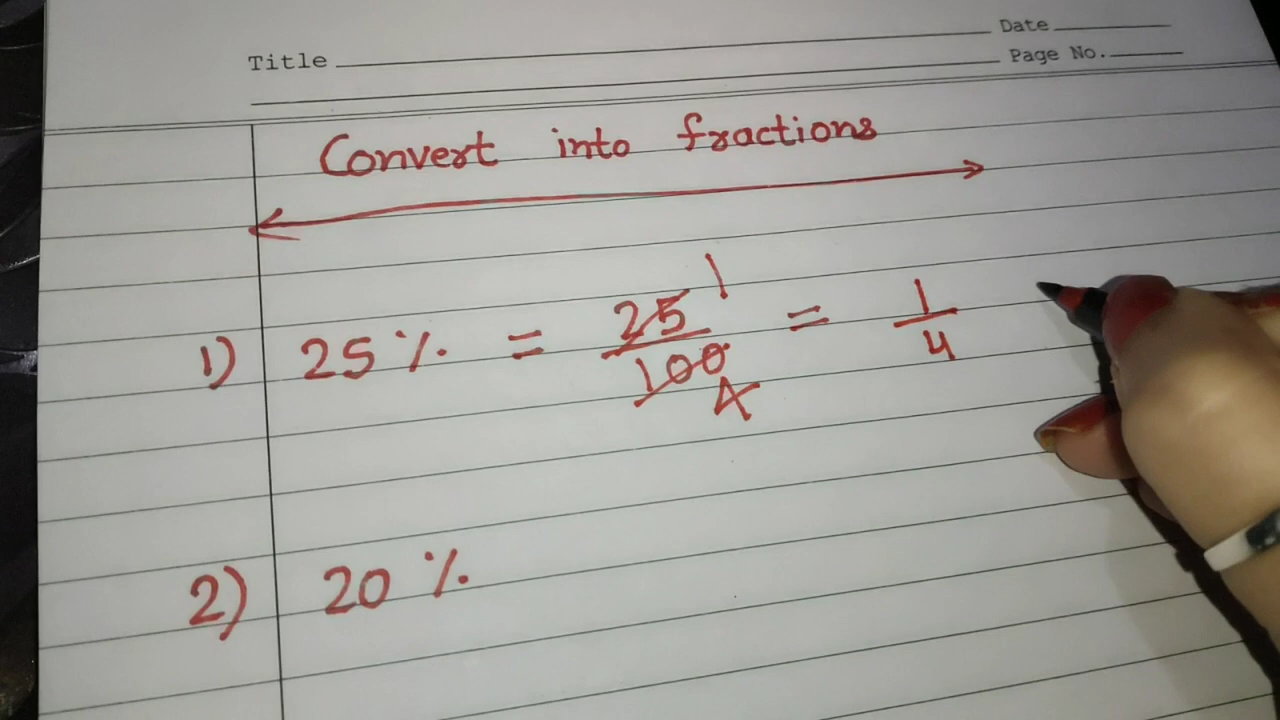 Title
Date
Page No.
Convert into fractions
1) 25% = 25/100 1 4 = 1/4
2) 20%